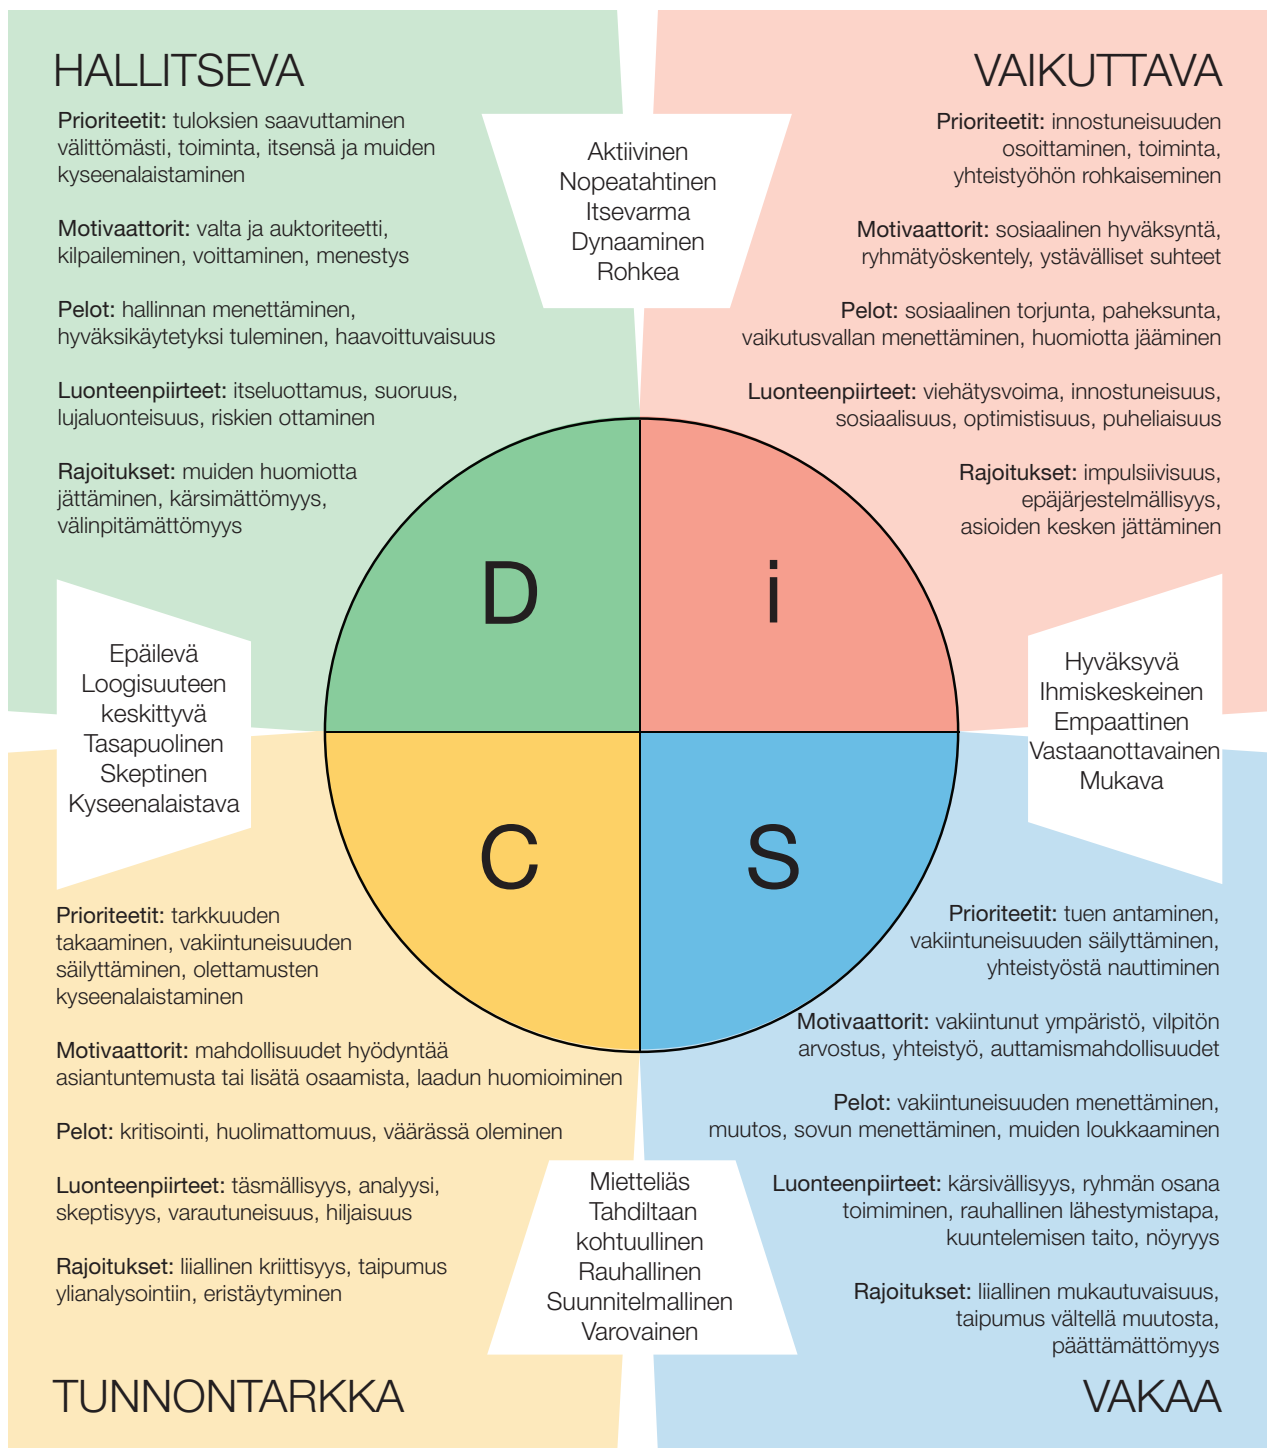 HALLITSEVA
Prioriteetit: tuloksien saavuttaminen
välittömästi, toiminta, itsensä ja muiden
kyseenalaistaminen
Motivaattorit: valta ja auktoriteetti,
kilpaileminen, voittaminen, menestys
Pelot: hallinnan menettäminen,
hyväksikäytetyksi tuleminen, haavoittuvaisuus
Luonteenpiirteet: itseluottamus, suoruus,
lujaluonteisuus, riskien ottaminen
Rajoitukset: muiden huomiotta
jättäminen, kärsimättömyys,
välinpitämättömyys
Aktiivinen
Nopeatahtinen
Itsevarma
Dynaaminen
Rohkea
VAIKUTTAVA
Prioriteetit: innostuneisuuden
osoittaminen, toiminta,
yhteistyöhön rohkaiseminen
Motivaattorit: sosiaalinen hyväksyntä,
ryhmätyöskentely, ystävälliset suhteet
Pelot: sosiaalinen torjunta, paheksunta,
vaikutusvallan menettäminen, huomiotta jääminen
Luonteenpiirteet: viehätysvoima, innostuneisuus,
sosiaalisuus, optimistisuus, puheliaisuus
Rajoitukset: impulsiivisuus,
epäjärjestelmällisyys,
asioiden kesken jättäminen
D
i
Epäilevä
Loogisuuteen
keskittyvä
Tasapuolinen
Skeptinen
Kyseenalaistava
Hyväksyvä
Ihmiskeskeinen
Empaattinen
Vastaanottavainen
Mukava
C
S
Prioriteetit: tarkkuuden
takaaminen, vakiintuneisuuden
säilyttäminen, olettamusten
kyseenalaistaminen
Motivaattorit: mahdollisuudet hyödyntää
asiantuntemusta tai lisätä osaamista, laadun huomioiminen
Pelot: kritisointi, huolimattomuus, väärässä oleminen
Luonteenpiirteet: täsmällisyys, analyysi,
skeptisyys, varautuneisuus, hiljaisuus
Rajoitukset: liiallinen kriittisyys, taipumus
ylianalysointiin, eristäytyminen
TUNNONTARKKA
Mietteliäs
Tahdiltaan
kohtuullinen
Rauhallinen
Suunnitelmallinen
Varovainen
Prioriteetit: tuen antaminen,
vakiintuneisuuden säilyttäminen,
yhteistyöstä nauttiminen
Motivaattorit: vakiintunut ympäristö, vilpitön
arvostus, yhteistyö, auttamismahdollisuudet
Pelot: vakiintuneisuuden menettäminen,
muutos, sovun menettäminen, muiden loukkaaminen
Luonteenpiirteet: kärsivällisyys, ryhmän osana
toimiminen, rauhallinen lähestymistapa,
kuuntelemisen taito, nöyryys
Rajoitukset: liiallinen mukautuvaisuus,
taipumus vältellä muutosta,
päättämättömyys
VAKAA